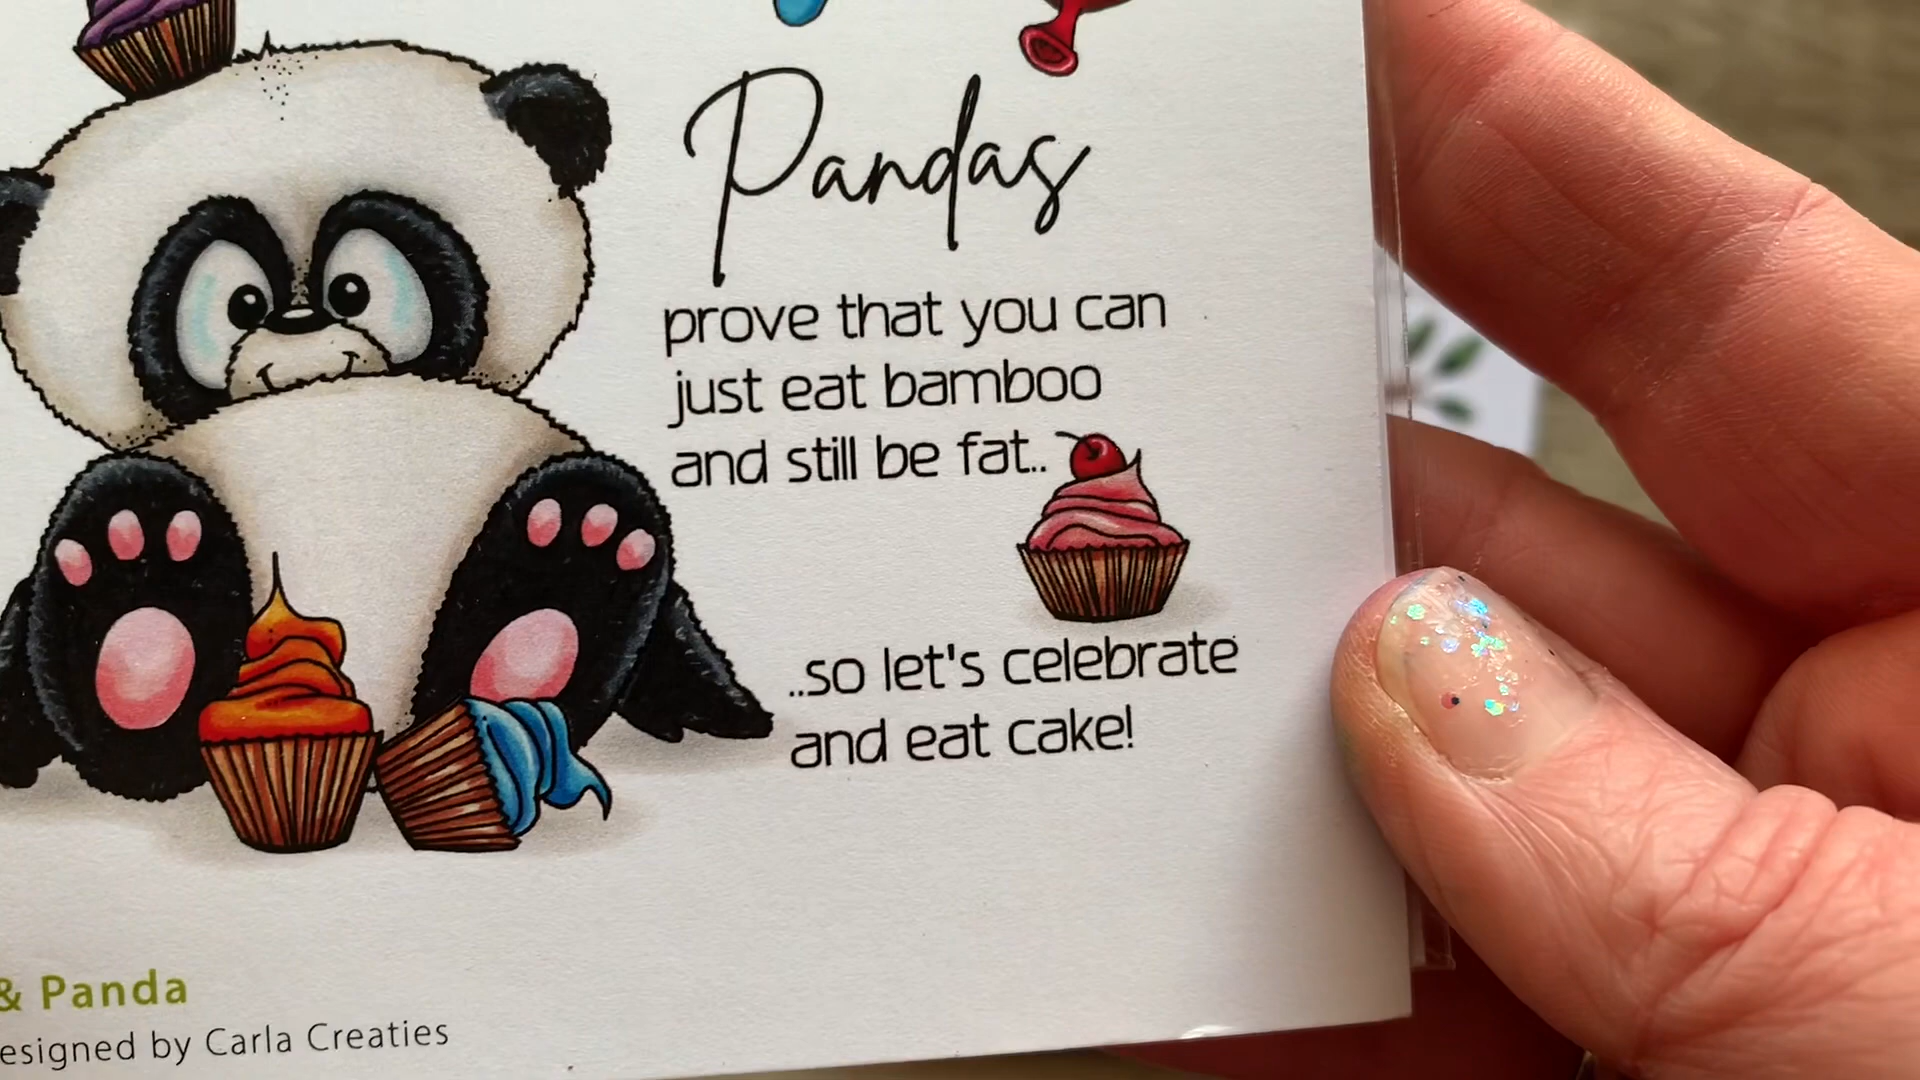 Pandas
prove that you can
just eat bamboo
and still be fat..
..so let's celebrate
and eat cake!
& Panda
esigned by Carla Creaties